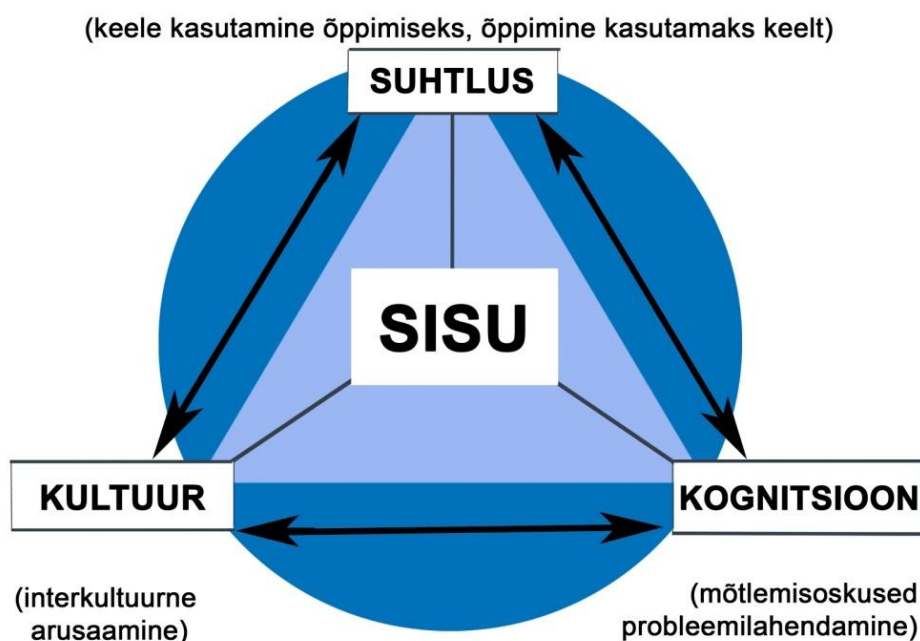 (keele kasutamine õppimiseks, õppimine kasutamaks keelt)
SUHTLUS
SISU
KULTUUR
KOGNITSIOON
(interkultuurne
arusaamine)
(mõtlemisoskused
probleemilahendamine)